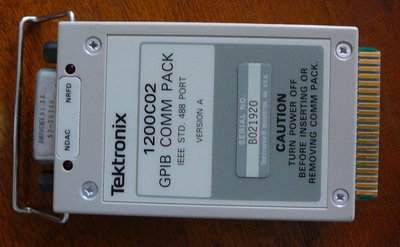 Tektronix
1200C02
GPIB COMM PACK
IEEE STD. 488 PORT
VERSION A
SERIAL NO.
B021920
CAUTION
TURN POWER OFF
BEFORE INSERTING OR
REMOVING COMM PACK.
NDAC
NRFD